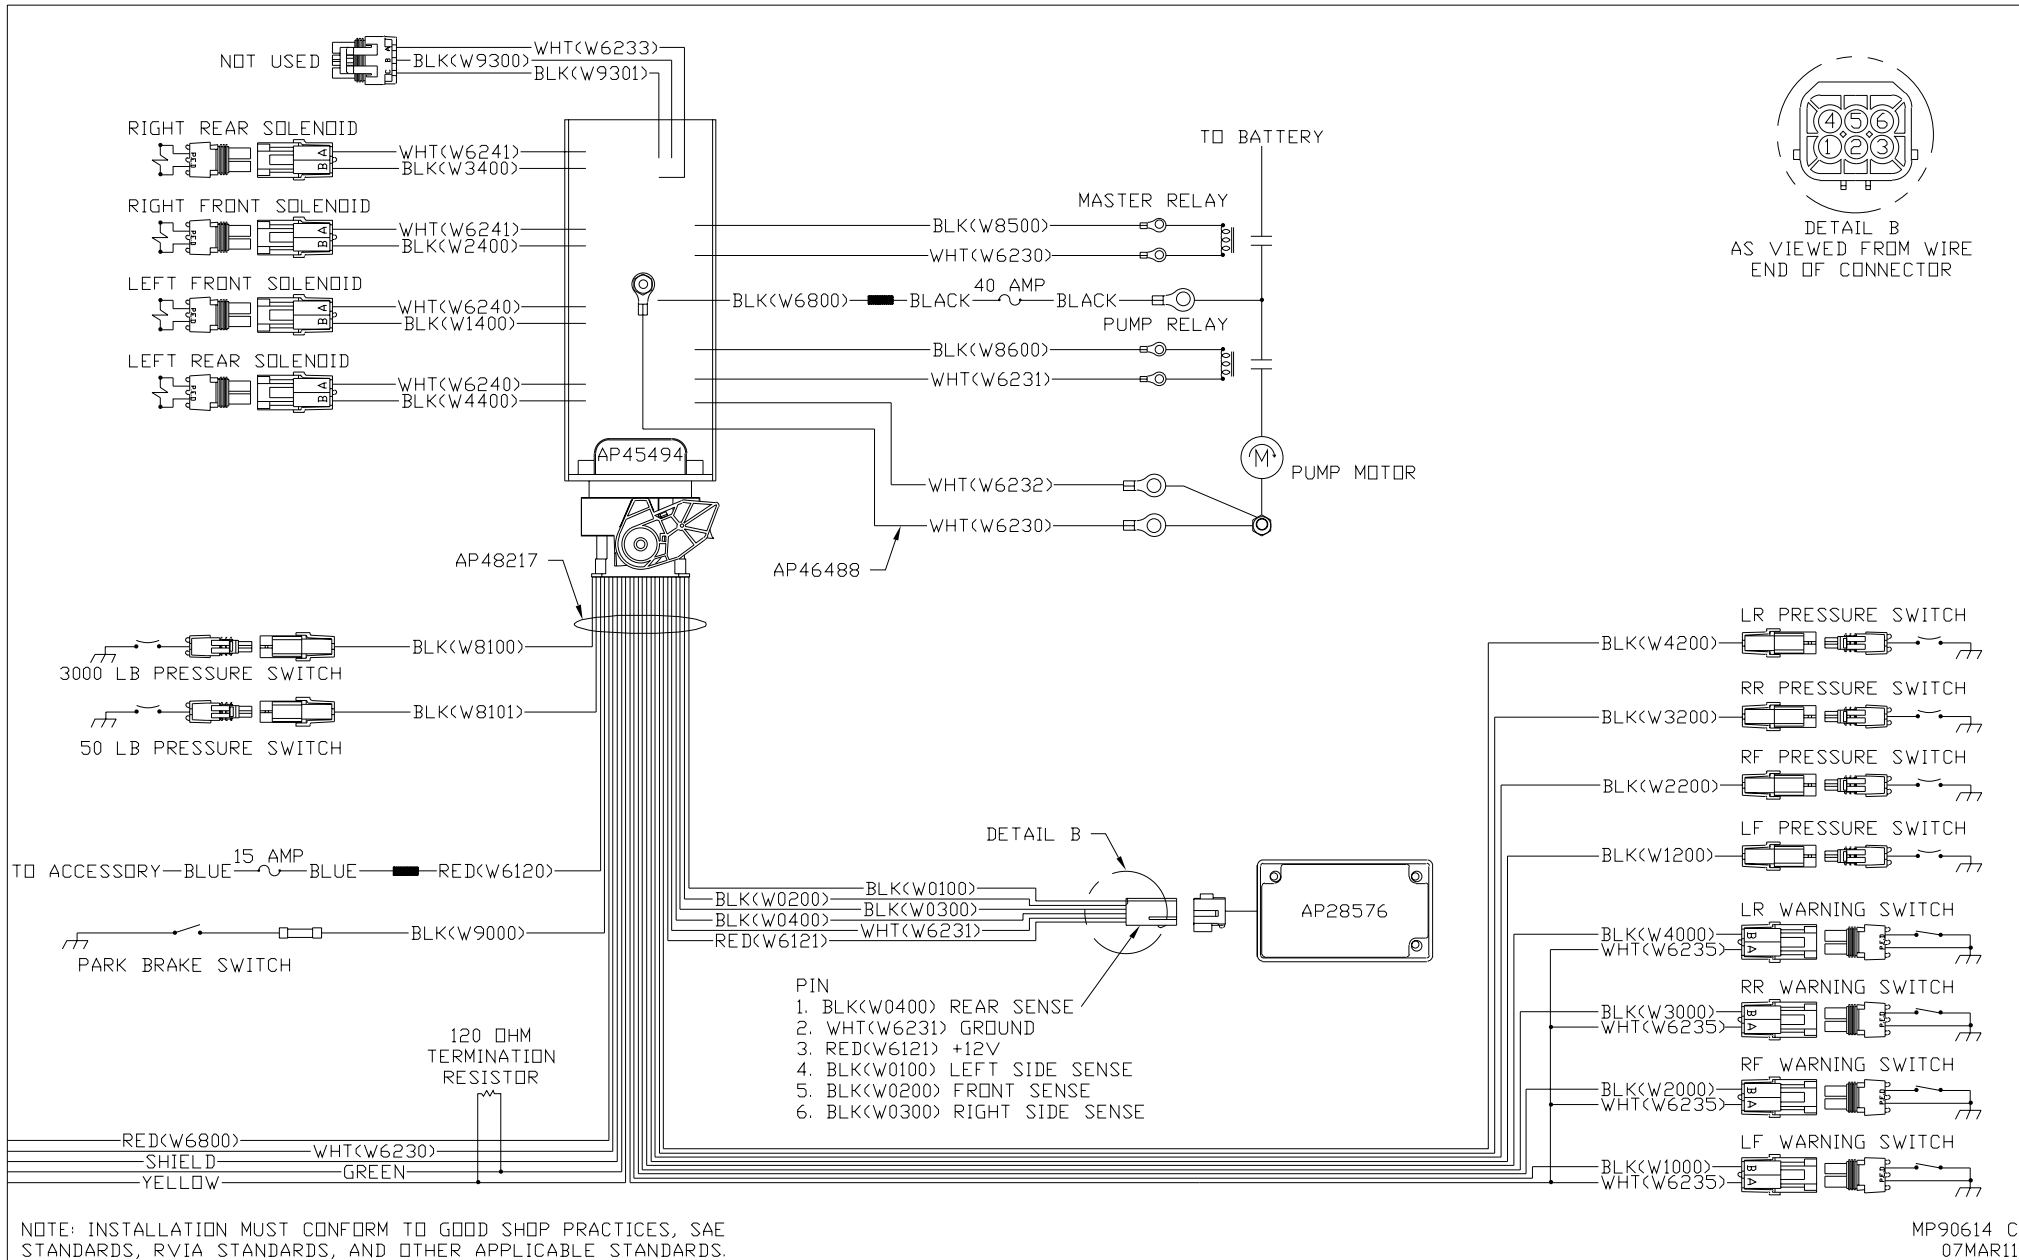 NOT USED
WHT(W6233)
BLK(W9300)
BLK(W9301)
A
B
C
RIGHT REAR SOLENOID
WHT(W6241)
BLK(W3400)
A
B
RIGHT FRONT SOLENOID
WHT(W6241)
BLK(W2400)
A
B
LEFT FRONT SOLENOID
WHT(W6240)
BLK(W1400)
A
B
LEFT REAR SOLENOID
WHT(W6240)
BLK(W4400)
A
B
AP45494
TO BATTERY
MASTER RELAY
BLK(W8500)
WHT(W6230)
40 AMP
BLK(W6800)
BLACK
BLACK
PUMP RELAY
BLK(W8600)
WHT(W6231)
M
PUMP MOTOR
WHT(W6232)
WHT(W6230)
AP46488
4 5 6
1 2 3
DETAIL B
AS VIEWED FROM WIRE
END OF CONNECTOR
AP48217
BLK(W8100)
3000 LB PRESSURE SWITCH
BLK(W8101)
50 LB PRESSURE SWITCH
TO ACCESSORY
BLUE
15 AMP
BLUE
RED(W6120)
BLK(W9000)
PARK BRAKE SWITCH
DETAIL B
BLK(W0100)
BLK(W0200)
BLK(W0300)
BLK(W0400)
WHT(W6231)
RED(W6121)
AP28576
PIN
1. BLK(W0400) REAR SENSE
2. WHT(W6231) GROUND
3. RED(W6121) +12V
4. BLK(W0100) LEFT SIDE SENSE
5. BLK(W0200) FRONT SENSE
6. BLK(W0300) RIGHT SIDE SENSE
LR PRESSURE SWITCH
BLK(W4200)
RR PRESSURE SWITCH
BLK(W3200)
RF PRESSURE SWITCH
BLK(W2200)
LF PRESSURE SWITCH
BLK(W1200)
LR WARNING SWITCH
BLK(W4000)
WHT(W6235)
B
A
RR WARNING SWITCH
BLK(W3000)
WHT(W6235)
B
A
RF WARNING SWITCH
BLK(W2000)
WHT(W6235)
B
A
LF WARNING SWITCH
BLK(W1000)
WHT(W6235)
B
A
120 OHM
TERMINATION
RESISTOR
RED(W6800)
WHT(W6230)
SHIELD
GREEN
YELLOW
NOTE: INSTALLATION MUST CONFORM TO GOOD SHOP PRACTICES, SAE
STANDARDS, RVIA STANDARDS, AND OTHER APPLICABLE STANDARDS.
MP90614 C
07MAR11